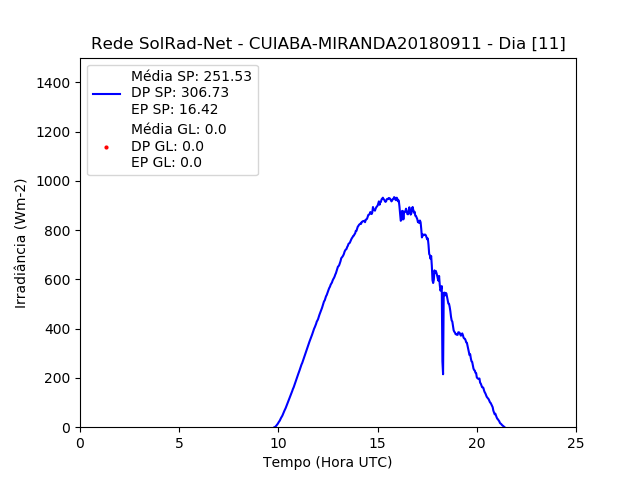 Rede SolRad-Net - CUIABA-MIRANDA20180911 - Dia [11]
1400
1200
1000
800
600
400
200
0
Irradiância (Wm-2)
Média SP: 251.53
DP SP: 306.73
EP SP: 16.42
Média GL: 0.0
DP GL: 0.0
EP GL: 0.0
0 5 10 15 20 25
Tempo (Hora UTC)